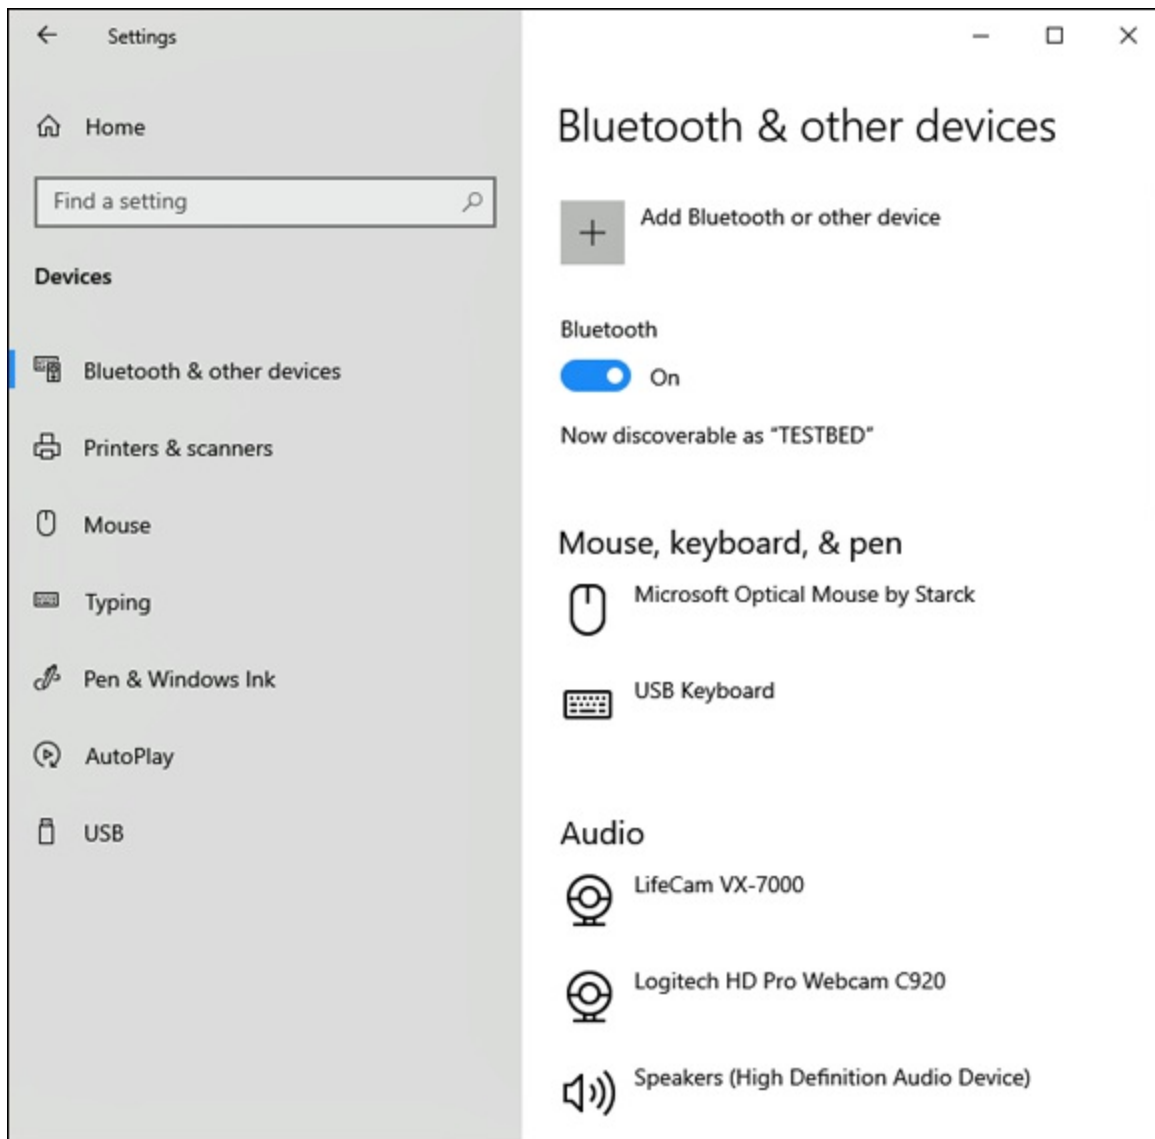 Settings
Home
Find a setting
Devices
Bluetooth & other devices
Printers & scanners
Mouse
Typing
Pen & Windows Ink
AutoPlay
USB
Bluetooth & other devices
Add Bluetooth or other device
Bluetooth
On
Now discoverable as “TESTBED”
Mouse, keyboard, & pen
Microsoft Optical Mouse by Starck
USB Keyboard
Audio
LifeCam VX-7000
Logitech HD Pro Webcam C920
Speakers (High Definition Audio Device)